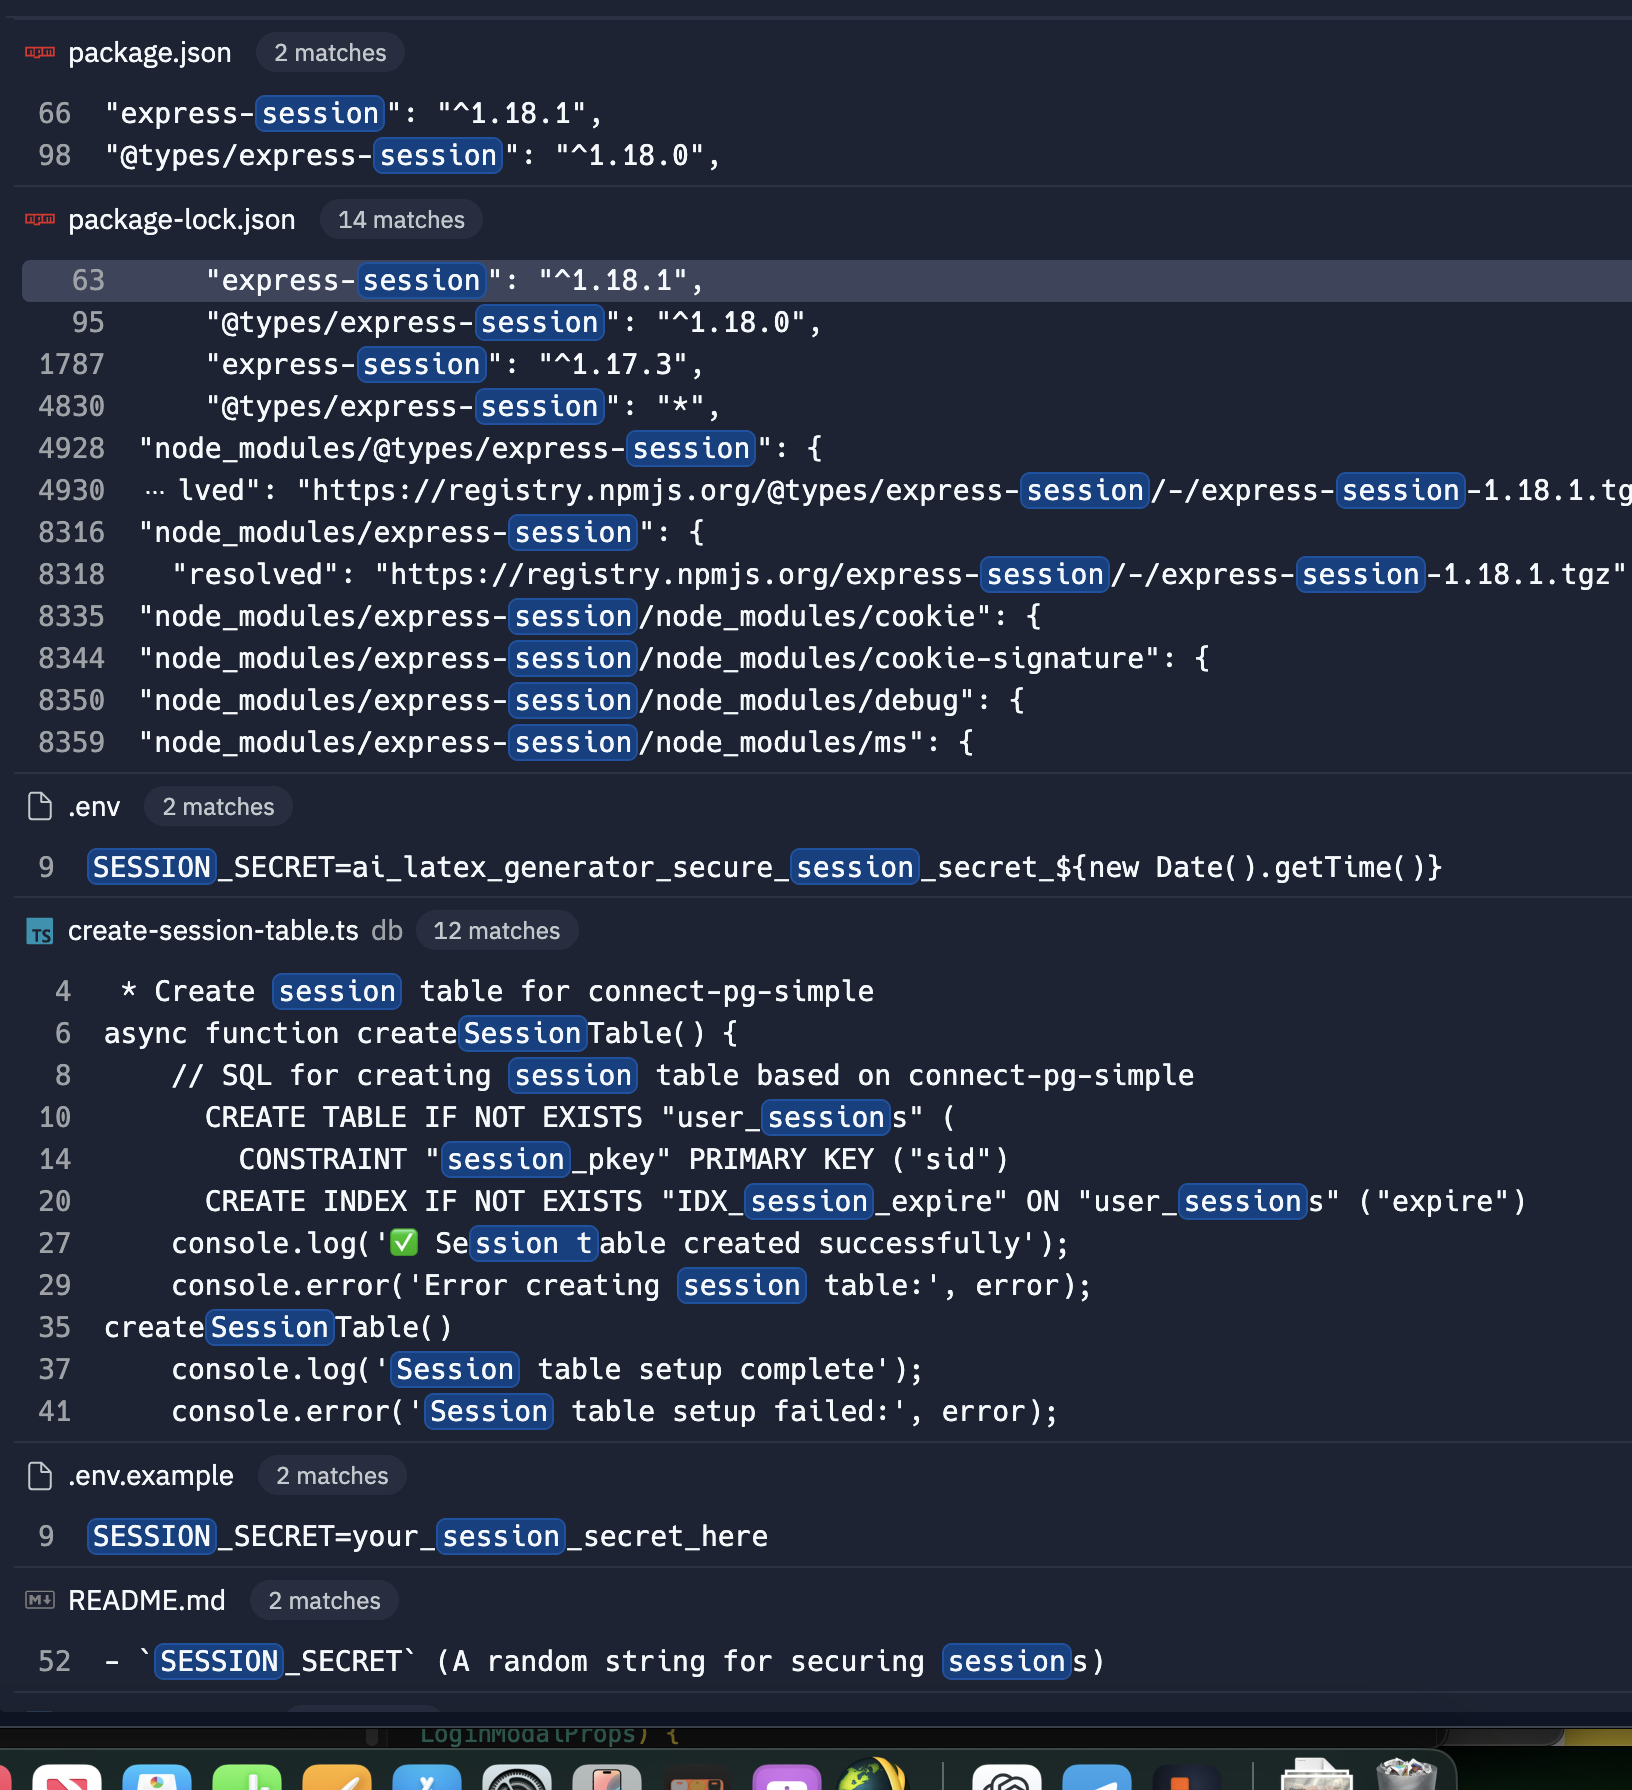 package.json 2 matches
66 "express-session": "^1.18.1",
98 "@types/express-session": "^1.18.0",
package-lock.json 14 matches
63 "express-session": "^1.18.1",
95 "@types/express-session": "^1.18.0",
1787 "express-session": "^1.17.3",
4830 "@types/express-session": "*",
4928 "node_modules/@types/express-session": {
4930 ··· lved": "https://registry.npmjs.org/@types/express-session/-/express-session-1.18.1.tg
8316 "node_modules/express-session": {
8318 "resolved": "https://registry.npmjs.org/express-session/-/express-session-1.18.1.tgz"
8335 "node_modules/express-session/node_modules/cookie": {
8344 "node_modules/express-session/node_modules/cookie-signature": {
8350 "node_modules/express-session/node_modules/debug": {
8359 "node_modules/express-session/node_modules/ms": {
.env 2 matches
9 SESSION_SECRET=ai_latex_generator_secure_session_secret_${new Date().getTime()}
TS create-session-table.ts db 12 matches
4 * Create session table for connect-pg-simple
6 async function createSessionTable() {
8 // SQL for creating session table based on connect-pg-simple
10 CREATE TABLE IF NOT EXISTS "user_sessions" (
14 CONSTRAINT "session_pkey" PRIMARY KEY ("sid")
20 CREATE INDEX IF NOT EXISTS "IDX_session_expire" ON "user_sessions" ("expire")
27 console.log('✅ Session table created successfully');
29 console.error('Error creating session table:', error);
35 createSessionTable()
37 console.log('Session table setup complete');
41 console.error('Session table setup failed:', error);
.env.example 2 matches
9 SESSION_SECRET=your_session_secret_here
M↓ README.md 2 matches
52 - `SESSION_SECRET` (A random string for securing sessions)
LoginModalProps) {